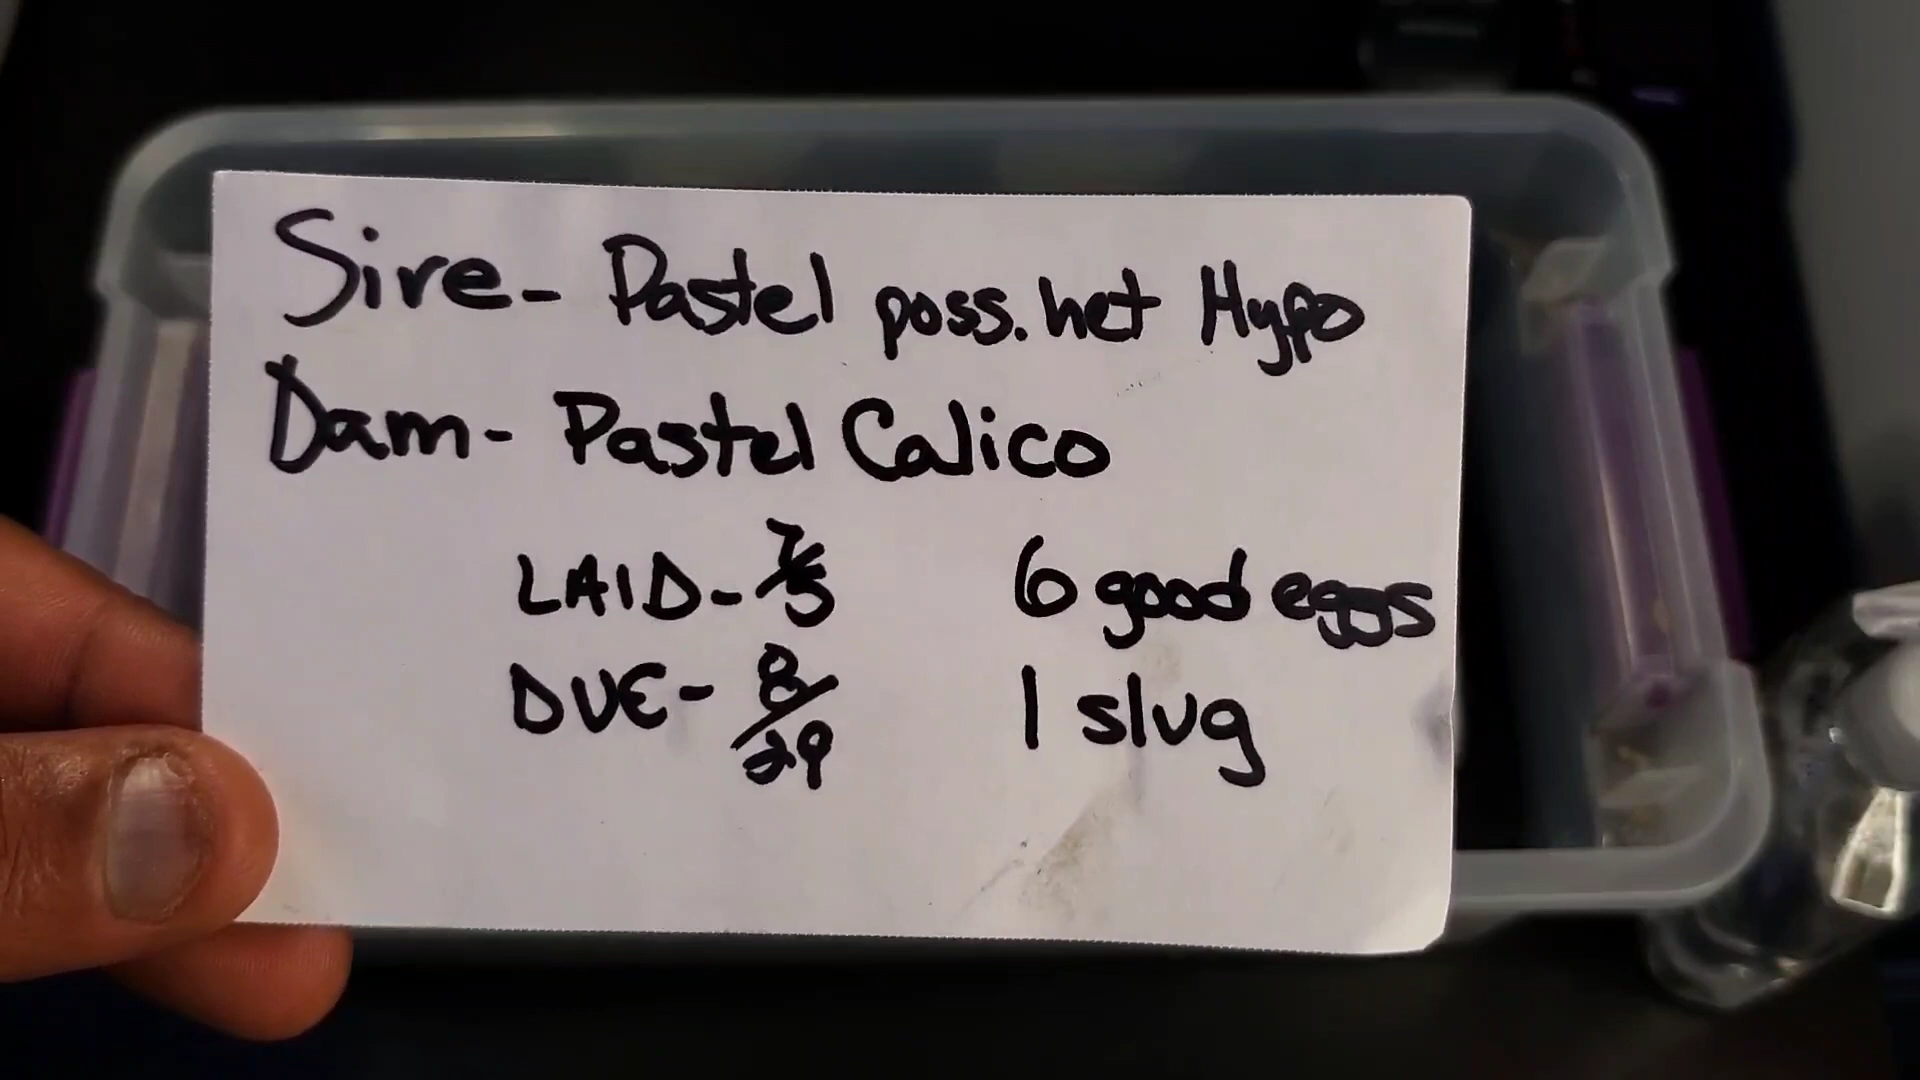 Sire- Pastel poss. het Hypo
Dam- Pastel Calico
LAID- 7/5 6 good eggs
DUE- 8/29 1 slug